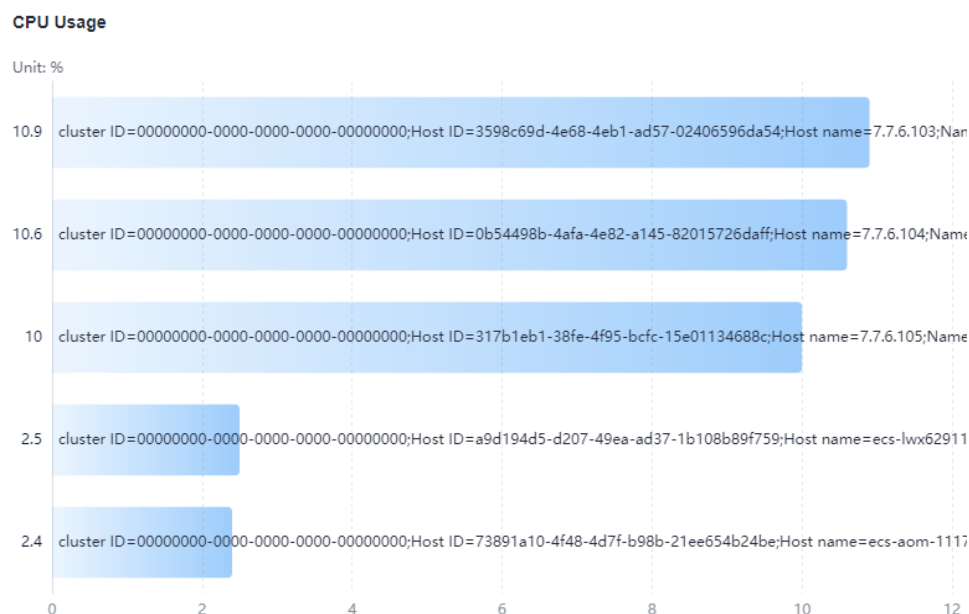 CPU Usage
Unit: %
10.9 cluster ID=00000000-0000-0000-0000-00000000;Host ID=3598c69d-4e68-4eb1-ad57-02406596da54;Host name=7.7.6.103;Nam
10.6 cluster ID=00000000-0000-0000-0000-00000000;Host ID=0b54498b-4afa-4e82-a145-82015726daff;Host name=7.7.6.104;Name
10 cluster ID=00000000-0000-0000-0000-00000000;Host ID=317b1eb1-38fe-4f95-bcfc-15e01134688c;Host name=7.7.6.105;Name
2.5 cluster ID=00000000-0000-0000-0000-00000000;Host ID=a9d194d5-d207-49ea-ad37-1b108b89f759;Host name=ecs-lwx62911
2.4 cluster ID=00000000-0000-0000-0000-00000000;Host ID=73891a10-4f48-4d7f-b98b-21ee654b24be;Host name=ecs-aom-1117
0 2 4 6 8 10 12